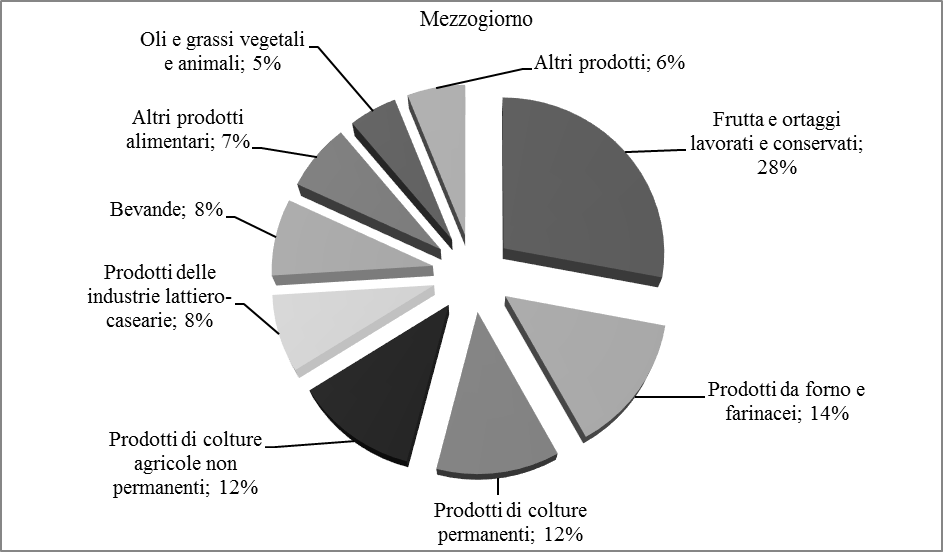 Mezzogiorno
Oli e grassi vegetali
e animali; 5%
Altri prodotti; 6%
Altri prodotti
alimentari; 7%
Frutta e ortaggi
lavorati e conservati;
28%
Bevande; 8%
Prodotti delle
industrie lattiero-
casearie; 8%
Prodotti da forno e
farinacei; 14%
Prodotti di colture
agricole non
permanenti; 12%
Prodotti di colture
permanenti; 12%